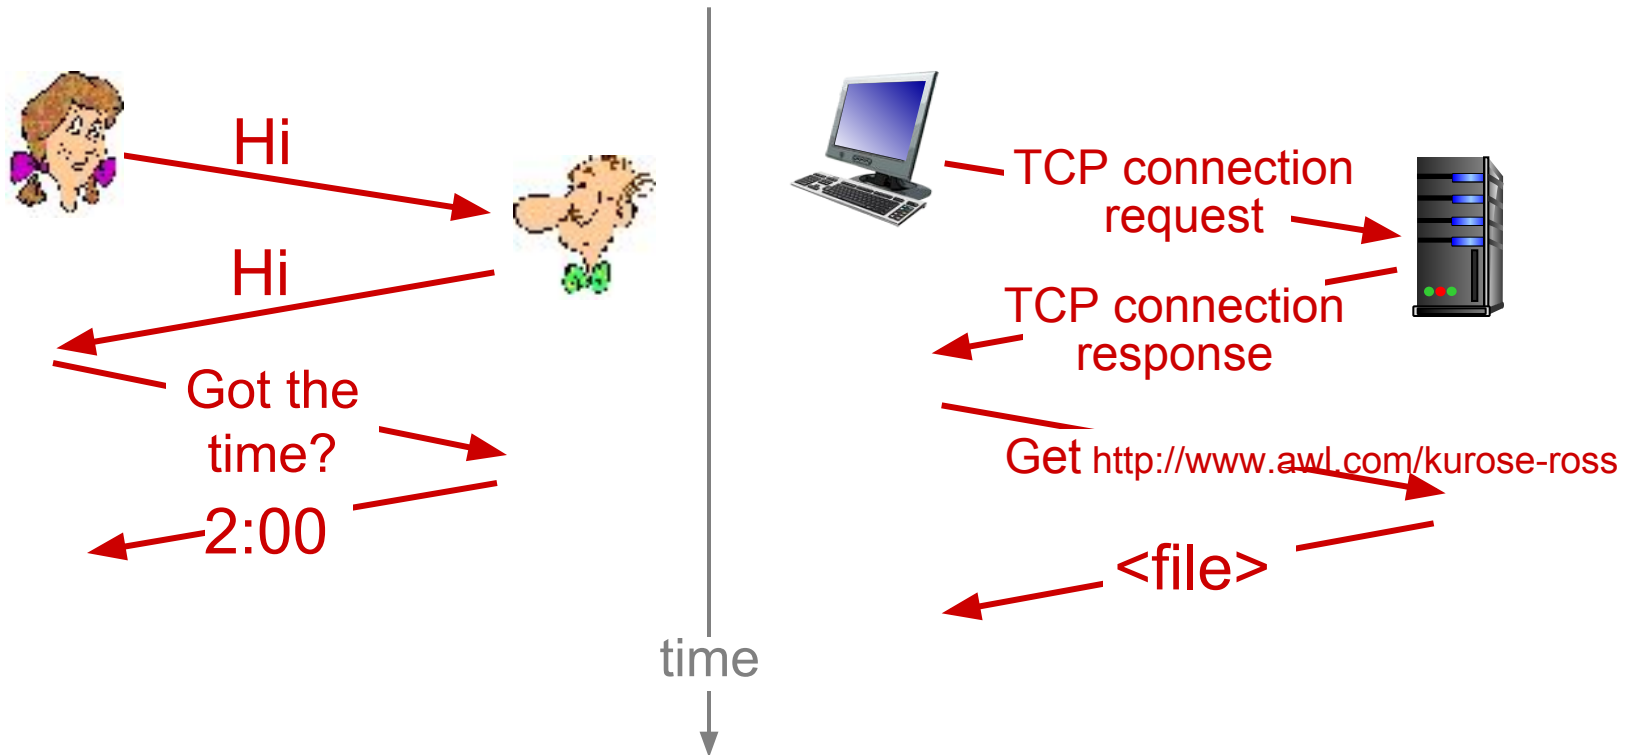 Hi
Hi
Got the
time?
2:00
TCP connection
request
TCP connection
response
Get http://www.awl.com/kurose-ross
<file>
time